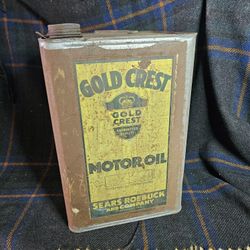 GOLD CREST
GOLD
CREST
MOTOR OIL
SEARS ROEBUCK
AND COMPANY